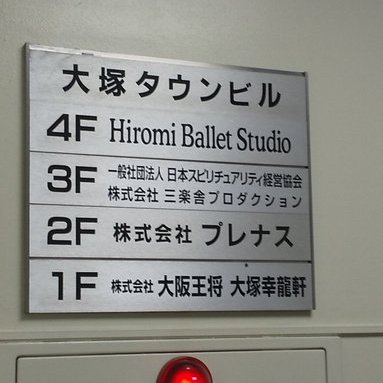 大塚タウンビル
4F Hiromi Ballet Studio
3F 一般社団法人 日本スピリチュアリティ経営協会
株式会社 三楽舎プロダクション
2F 株式会社 プレナス
1F 株式会社 大阪王将 大塚幸龍軒